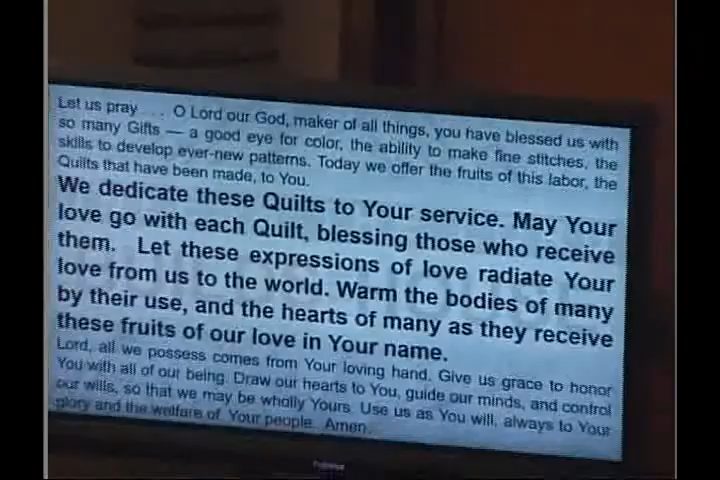 Let us pray . . . O Lord our God, maker of all things, you have blessed us with
so many Gifts — a good eye for color, the ability to make fine stitches, the
skills to develop ever-new patterns. Today we offer the fruits of this labor, the
Quilts that have been made, to You.
We dedicate these Quilts to Your service. May Your
love go with each Quilt, blessing those who receive
them. Let these expressions of love radiate Your
love from us to the world. Warm the bodies of many
by their use, and the hearts of many as they receive
these fruits of our love in Your name.
Lord, all we possess comes from Your loving hand. Give us grace to honor
You with all of our being. Draw our hearts to You, guide our minds, and control
our wills, so that we may be wholly Yours. Use us as You will, always to Your
glory and the welfare of Your people. Amen.